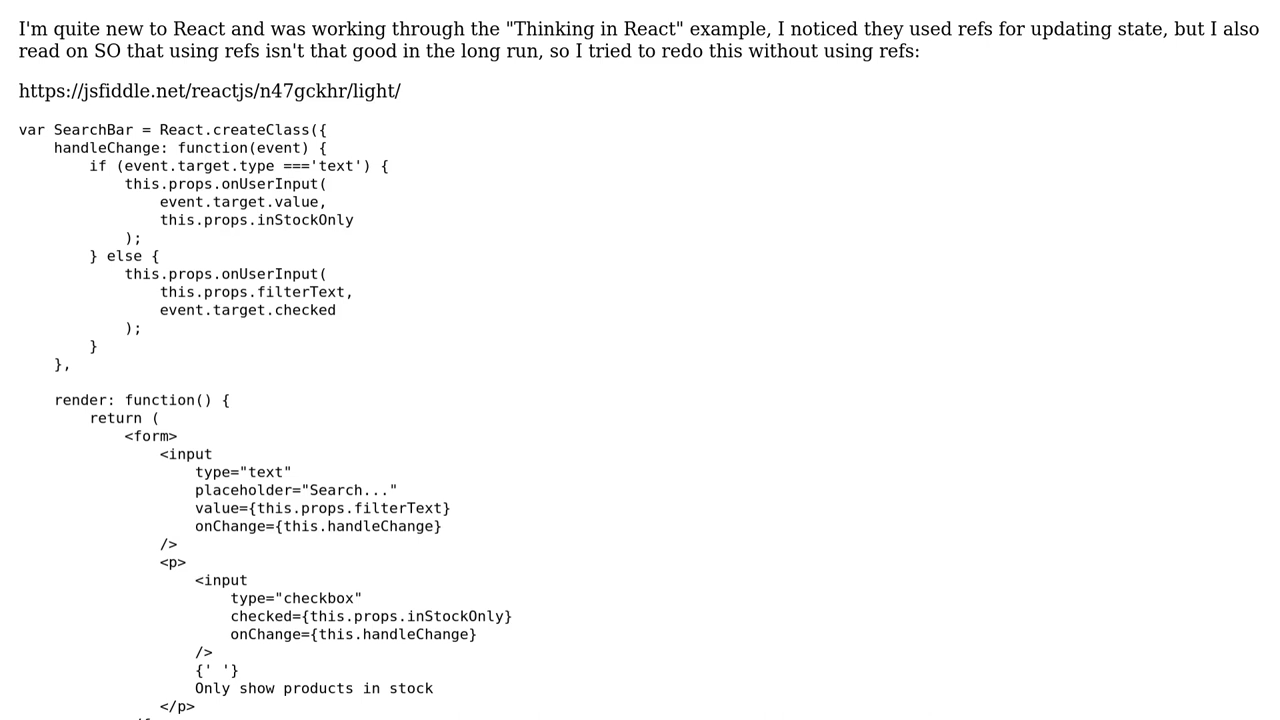 I'm quite new to React and was working through the "Thinking in React" example, I noticed they used refs for updating state, but I also
read on SO that using refs isn't that good in the long run, so I tried to redo this without using refs:
https://jsfiddle.net/reactjs/n47gckhr/light/
var SearchBar = React.createClass({
    handleChange: function(event) {
        if (event.target.type ==='text') {
            this.props.onUserInput(
                event.target.value,
                this.props.inStockOnly
            );
        } else {
            this.props.onUserInput(
                this.props.filterText,
                event.target.checked
            );
        }
    },
    render: function() {
        return (
            <form>
                <input
                    type="text"
                    placeholder="Search..."
                    value={this.props.filterText}
                    onChange={this.handleChange}
                />
                <p>
                    <input
                        type="checkbox"
                        checked={this.props.inStockOnly}
                        onChange={this.handleChange}
                    />
                    {' '}
                    Only show products in stock
                </p>